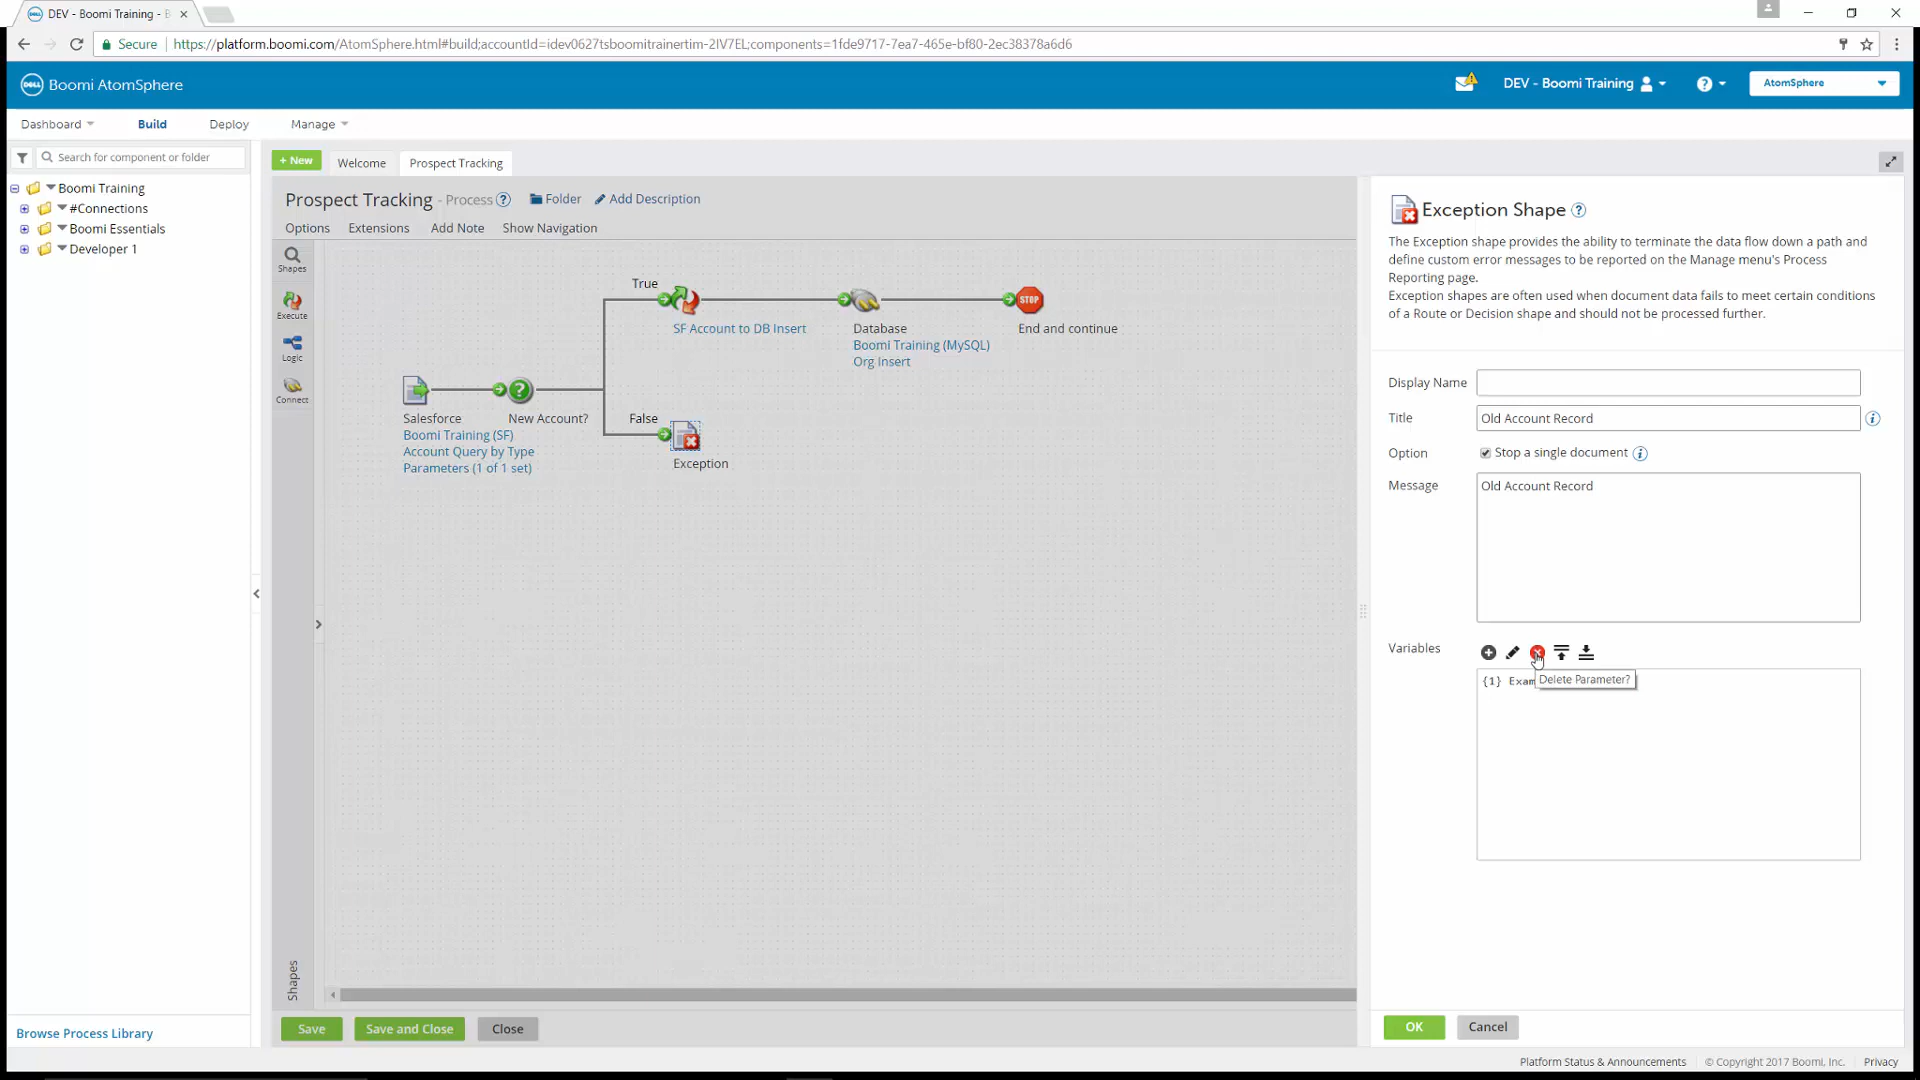 DEV - Boomi Training - B
Secure
https://platform.boomi.com/AtomSphere.html#build;accountId=idev0627tsboomitrainertim-2IV7EL;components=1fde9717-7ea7-465e-bf80-2ec38378a6d6
DELL
Boomi AtomSphere
DEV - Boomi Training
AtomSphere
Dashboard
Build
Deploy
Manage
Search for component or folder
Boomi Training
#Connections
Boomi Essentials
Developer 1
Browse Process Library
+ New
Welcome
Prospect Tracking
Prospect Tracking - Process
Folder
Add Description
Options
Extensions
Add Note
Show Navigation
Shapes
Execute
Logic
Connect
Shapes
True
SF Account to DB Insert
Database
Boomi Training (MySQL)
Org Insert
STOP
End and continue
Salesforce
Boomi Training (SF)
Account Query by Type
Parameters (1 of 1 set)
New Account?
False
Exception
Save
Save and Close
Close
Exception Shape
The Exception shape provides the ability to terminate the data flow down a path and
define custom error messages to be reported on the Manage menu's Process
Reporting page.
Exception shapes are often used when document data fails to meet certain conditions
of a Route or Decision shape and should not be processed further.
Display Name
Title
Old Account Record
Option
Stop a single document
Message
Old Account Record
Variables
Delete Parameter?
{1} Exam
OK
Cancel
Platform Status & Announcements
© Copyright 2017 Boomi, Inc.
Privacy